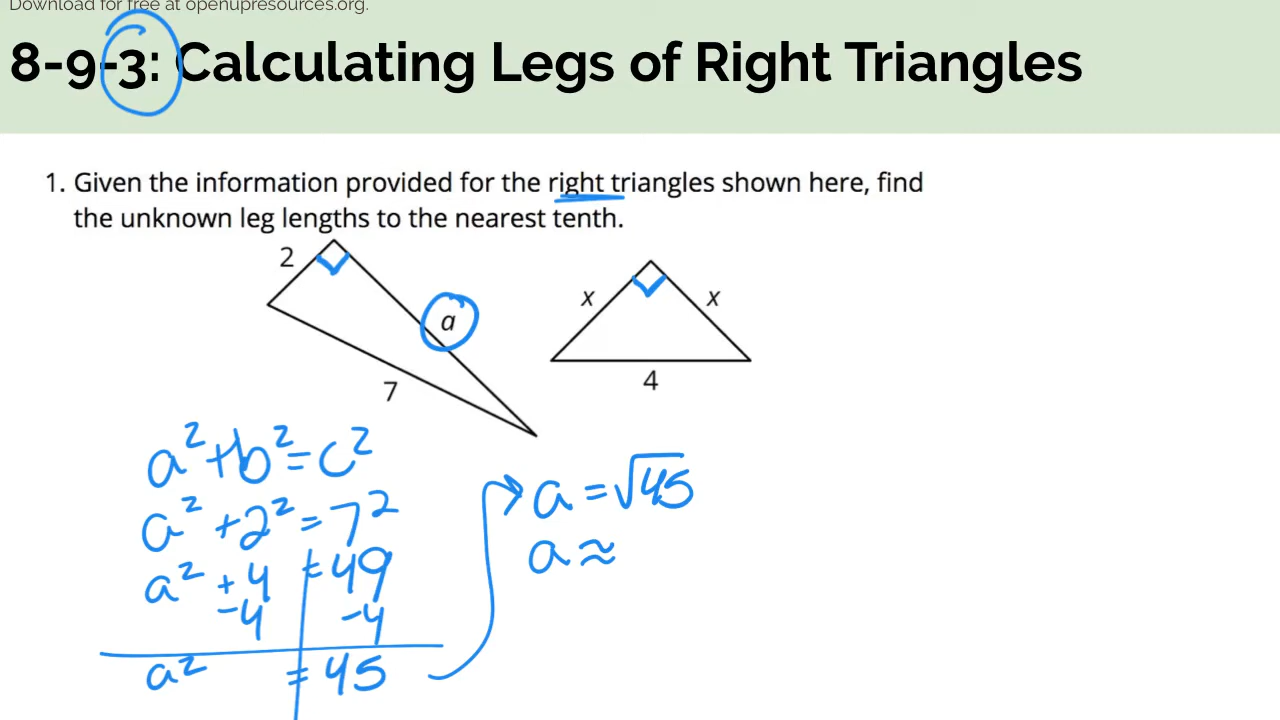 Download for free at openupresources.org.
8-9-3: Calculating Legs of Right Triangles
1. Given the information provided for the right triangles shown here, find
the unknown leg lengths to the nearest tenth.
2
a
7
x
x
4
a² + b² = c²
a² + 2² = 7²
a² + 4 = 49
-4 -4
a² = 45
a = √45
a ≈